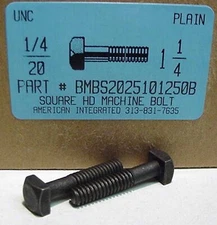 UNC PLAIN
1/4
20
1 1/4
PART # BMBS2025101250B
SQUARE HD MACHINE BOLT
AMERICAN INTEGRATED 313-831-7635